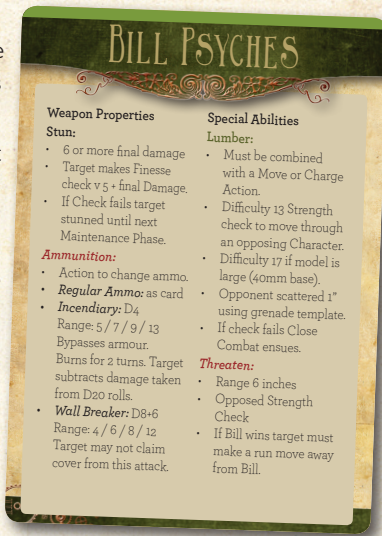 BILL PSYCHES
Weapon Properties
Stun:
• 6 or more final damage
• Target makes Finesse
check v 5 + final Damage.
• If Check fails target
stunned until next
Maintenance Phase.
Ammunition:
• Action to change ammo.
• Regular Ammo: as card
• Incendiary: D4
Range: 5 / 7 / 9 / 13
Bypasses armour.
Burns for 2 turns. Target
subtracts damage taken
from D20 rolls.
• Wall Breaker: D8+6
Range: 4 / 6 / 8 / 12
Target may not claim
cover from this attack.
Special Abilities
Lumber:
• Must be combined
with a Move or Charge
Action.
• Difficulty 13 Strength
check to move through
an opposing Character.
• Difficulty 17 if model is
large (40mm base).
• Opponent scattered 1"
using grenade template.
• If check fails Close
Combat ensues.
Threaten:
• Range 6 inches
• Opposed Strength
Check
• If Bill wins target must
make a run move away
from Bill.